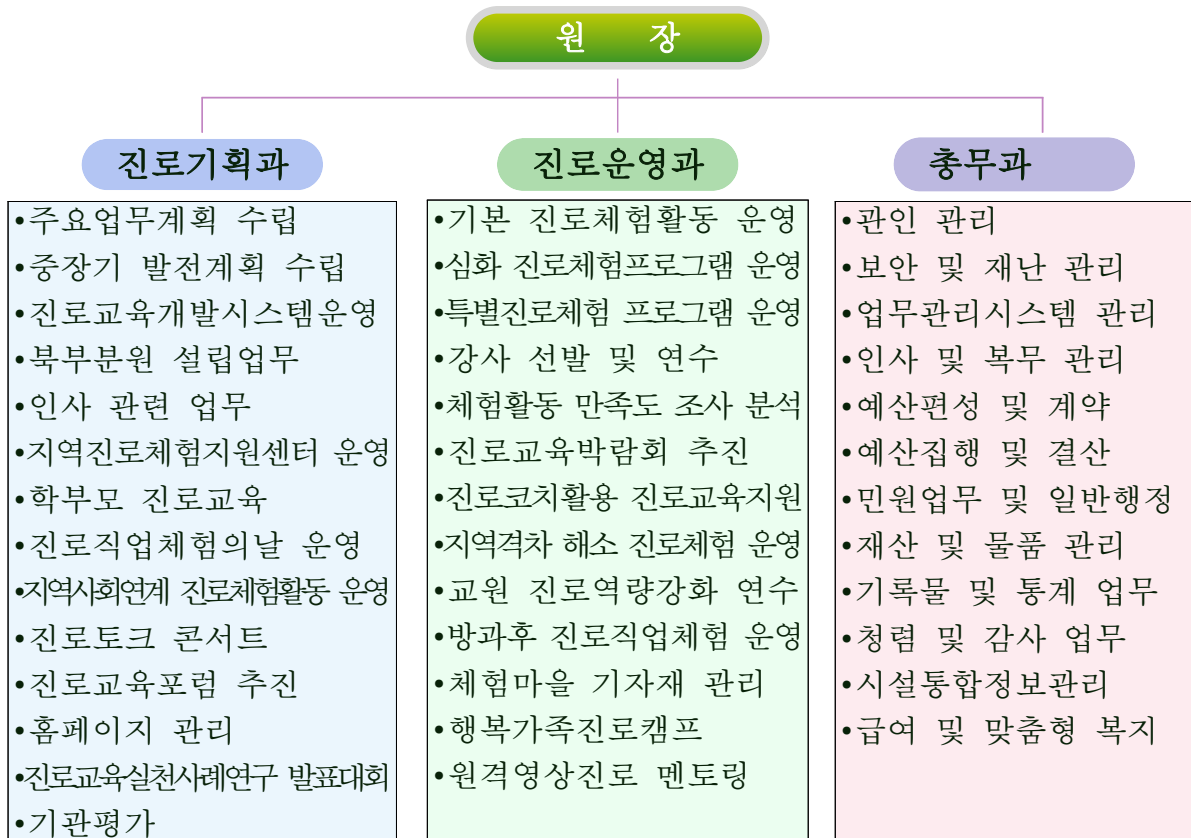 원 장
진로기획과
•주요업무계획 수립
•중장기 발전계획 수립
•진로교육개발시스템운영
•북부분원 설립업무
•인사 관련 업무
•지역진로체험지원센터 운영
•학부모 진로교육
•진로직업체험의날 운영
•지역사회연계 진로체험활동 운영
•진로토크 콘서트
•진로교육포럼 추진
•홈페이지 관리
•진로교육실천사례연구 발표대회
•기관평가
진로운영과
•기본 진로체험활동 운영
•심화 진로체험프로그램 운영
•특별진로체험 프로그램 운영
•강사 선발 및 연수
•체험활동 만족도 조사 분석
•진로교육박람회 추진
•진로코치활용 진로교육지원
•지역격차 해소 진로체험 운영
•교원 진로역량강화 연수
•방과후 진로직업체험 운영
•체험마을 기자재 관리
•행복가족진로캠프
•원격영상진로 멘토링
총무과
•관인 관리
•보안 및 재난 관리
•업무관리시스템 관리
•인사 및 복무 관리
•예산편성 및 계약
•예산집행 및 결산
•민원업무 및 일반행정
•재산 및 물품 관리
•기록물 및 통계 업무
•청렴 및 감사 업무
•시설통합정보관리
•급여 및 맞춤형 복지